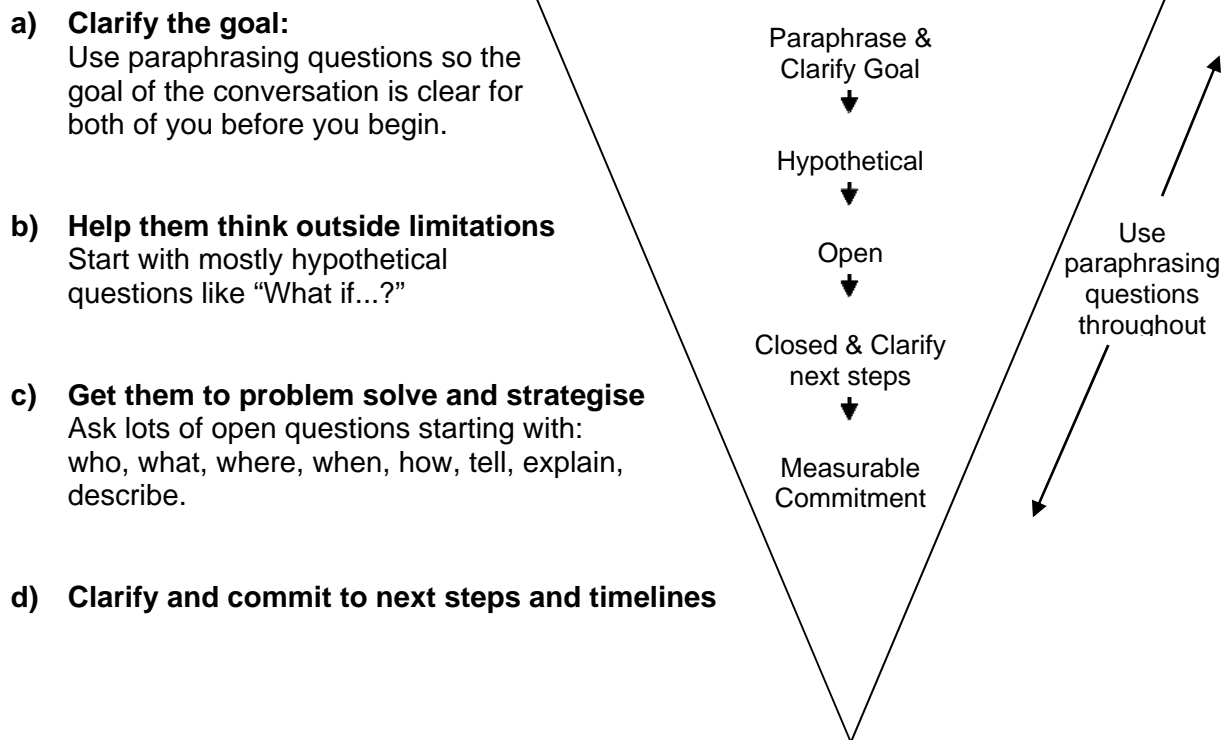 a) Clarify the goal:
Use paraphrasing questions so the
goal of the conversation is clear for
both of you before you begin.
b) Help them think outside limitations
Start with mostly hypothetical
questions like “What if...?”
c) Get them to problem solve and strategise
Ask lots of open questions starting with:
who, what, where, when, how, tell, explain,
describe.
d) Clarify and commit to next steps and timelines
Paraphrase &
Clarify Goal
Hypothetical
Open
Closed & Clarify
next steps
Measurable
Commitment
Use
paraphrasing
questions
throughout